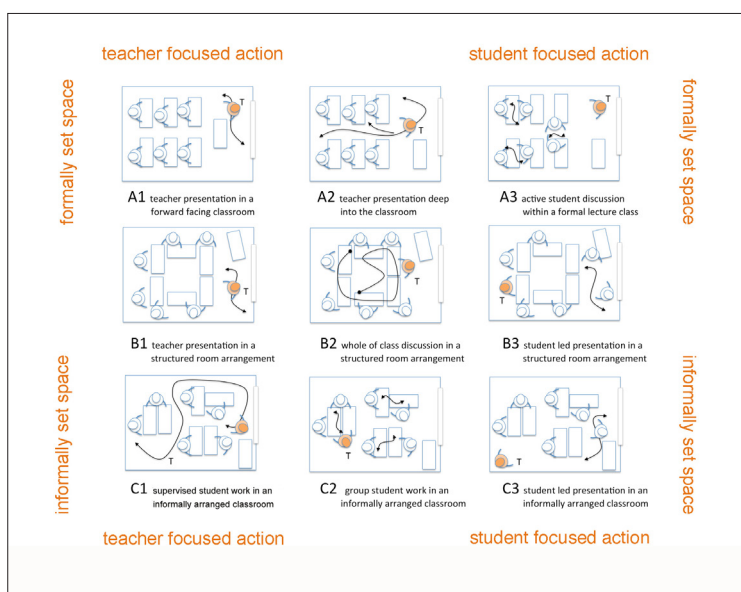 teacher focused action
student focused action
formally set space
formally set space
T
T
T
A1 teacher presentation in a
forward facing classroom
A2 teacher presentation deep
into the classroom
A3 active student discussion
within a formal lecture class
T
T
T
B1 teacher presentation in a
structured room arrangement
B2 whole of class discussion in a
structured room arrangement
B3 student led presentation in a
structured room arrangement
informally set space
informally set space
T
T
T
C1 supervised student work in an
informally arranged classroom
C2 group student work in an
informally arranged classroom
C3 student led presentation in an
informally arranged classroom
teacher focused action
student focused action